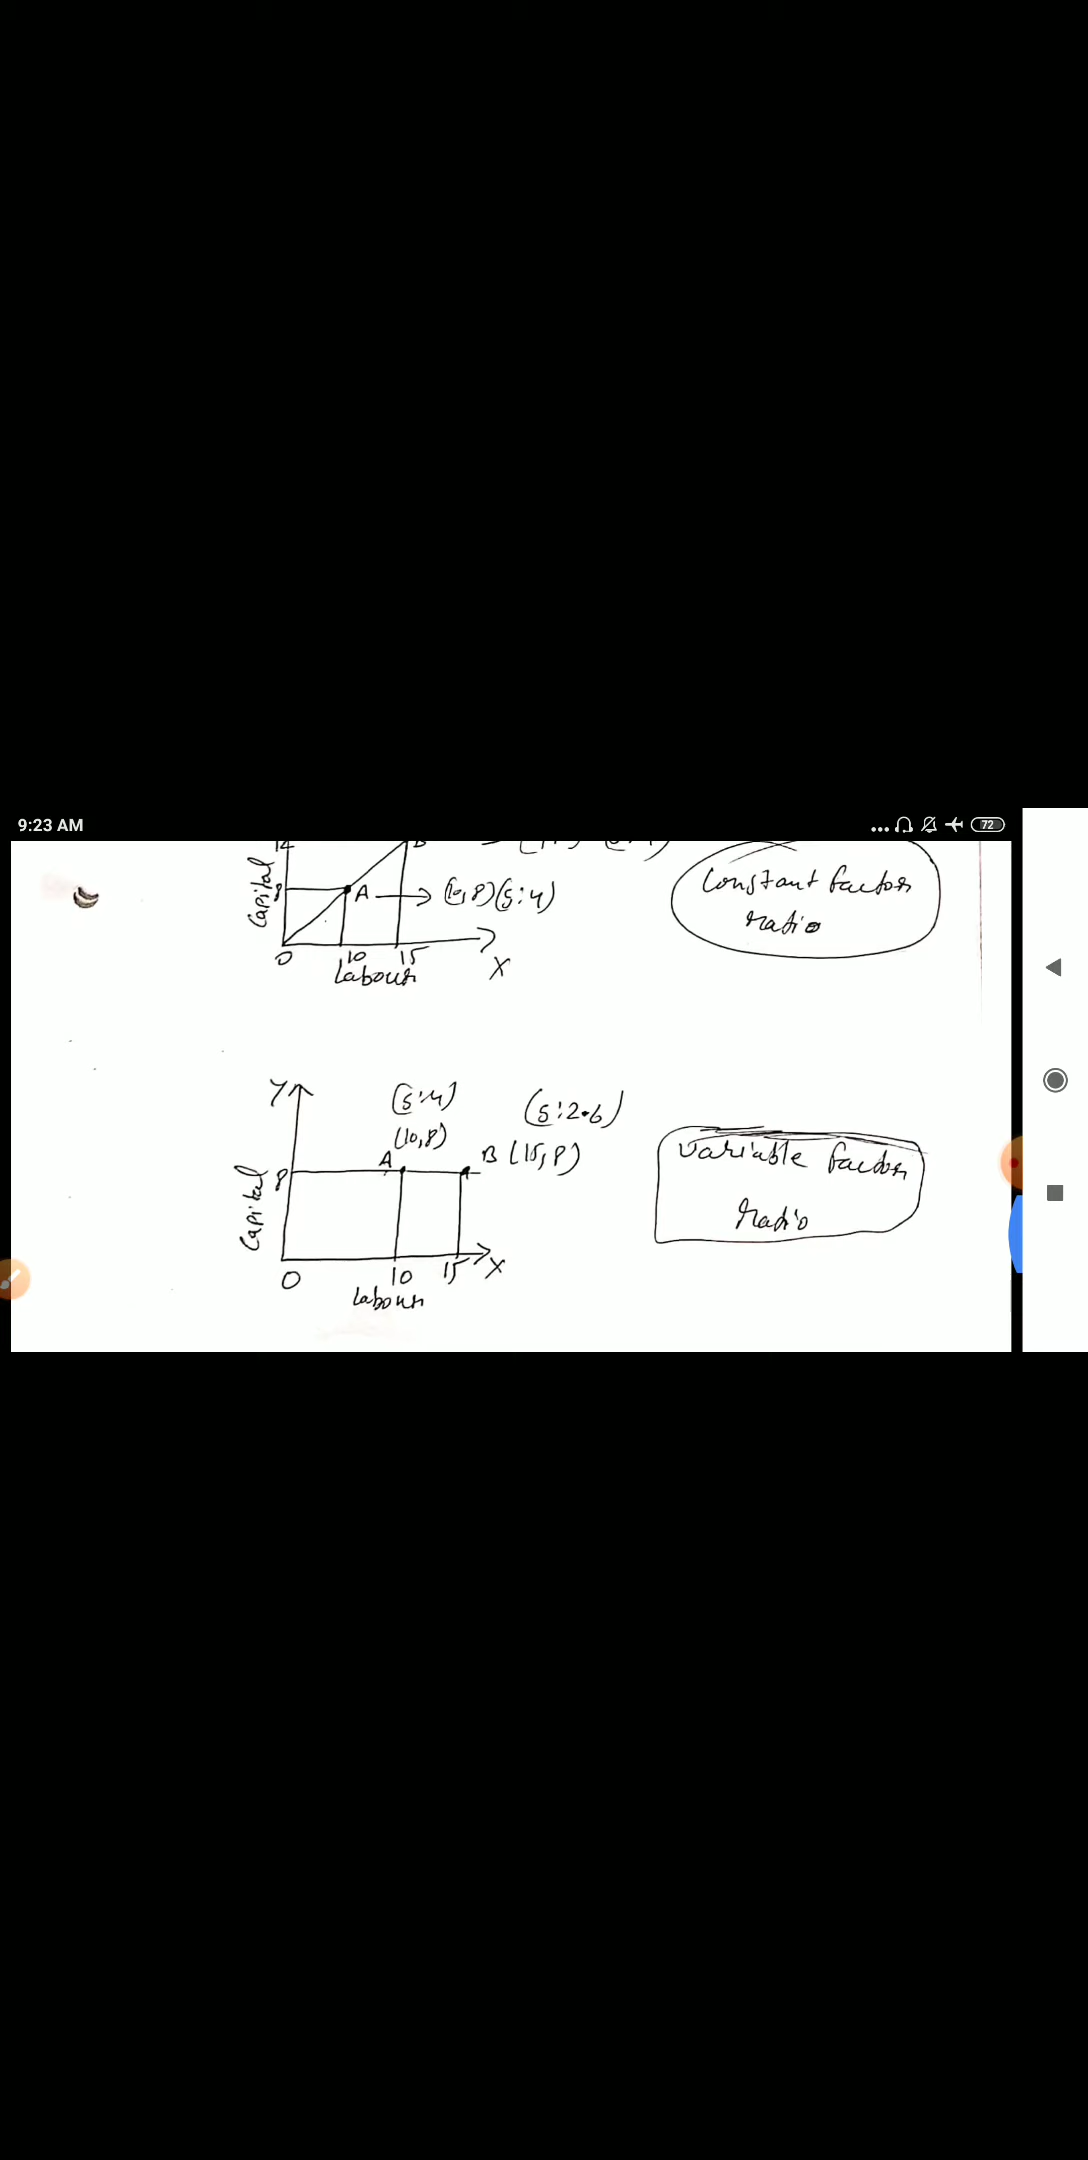 9:23 AM
72
Capital
A → (10,8) (5:4)
Constant factor
ratio
0
10
15
X
Labour
Y
(5:4)
(5:2.6)
(10,8)
A
B (15,8)
Variable factor
ratio
8
Capital
0
10
15
X
Labour